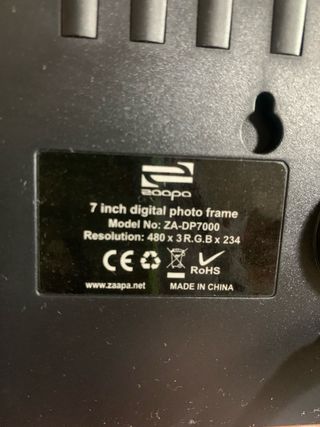 zaapa
7 inch digital photo frame
Model No: ZA-DP7000
Resolution: 480 x 3 R.G.B x 234
CE RoHS
www.zaapa.net MADE IN CHINA